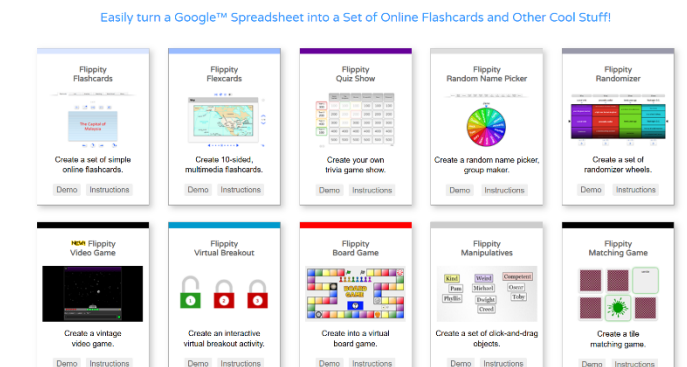 Easily turn a Google™ Spreadsheet into a Set of Online Flashcards and Other Cool Stuff!
Flippity
Flashcards
The Capital of
Create a set of simple
online flashcards.
Demo Instructions
Flippity
Flexcards
Create 10-sided,
multimedia flashcards.
Demo Instructions
Flippity
Quiz Show
Create your own
trivia game show.
Demo Instructions
Flippity
Random Name Picker
Create a random name picker,
group maker.
Demo Instructions
Flippity
Randomizer
Create a set of
randomizer wheels.
Demo Instructions
NEW! Flippity
Video Game
Create a vintage
video game.
Demo Instructions
Flippity
Virtual Breakout
1 2 3
Create an interactive
virtual breakout activity.
Demo Instructions
Flippity
Board Game
BOARD
GAME
Create into a virtual
board game.
Demo Instructions
Flippity
Manipulatives
Kind Weird Competent
Pam Michael Oscar
Phyllis Dwight Toby
Creed
Create a set of click-and-drag
objects.
Demo Instructions
Flippity
Matching Game
Create a tile
matching game.
Demo Instructions